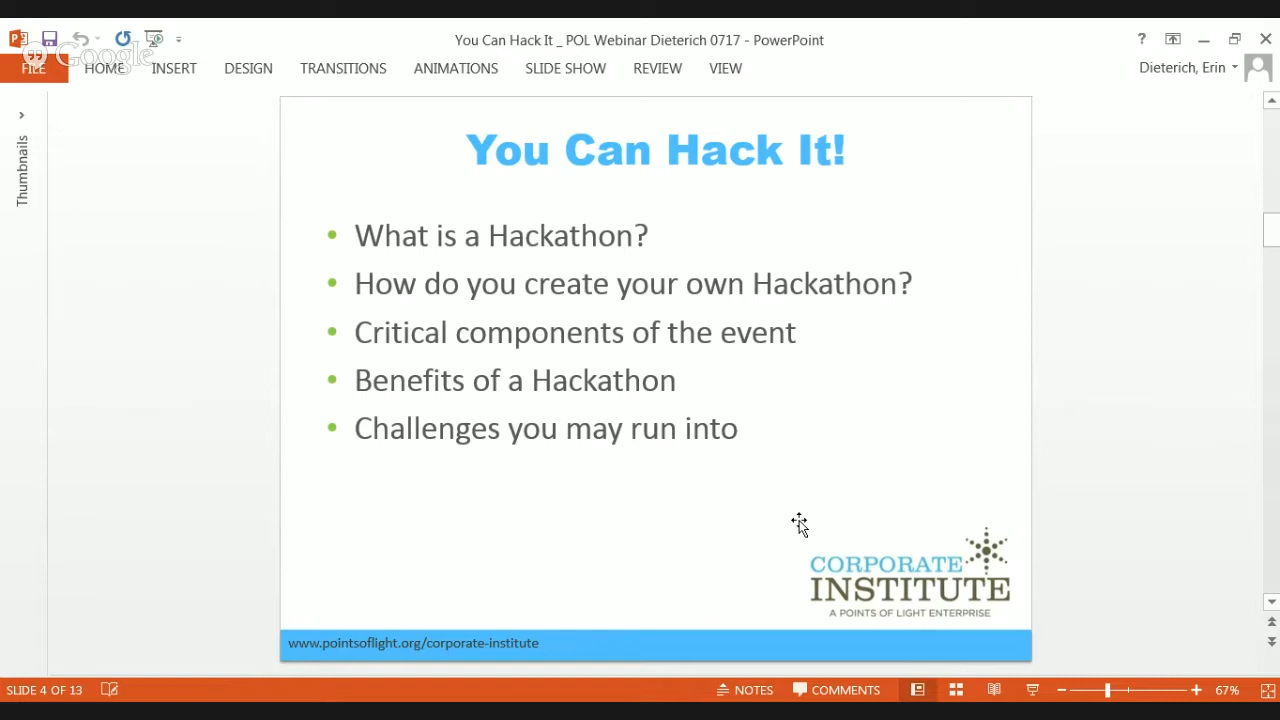 You Can Hack It _ POL Webinar Dieterich 0717 - PowerPoint
?
Google
FILE HOME INSERT DESIGN TRANSITIONS ANIMATIONS SLIDE SHOW REVIEW VIEW
Dieterich, Erin
Thumbnails
You Can Hack It!
• What is a Hackathon?
• How do you create your own Hackathon?
• Critical components of the event
• Benefits of a Hackathon
• Challenges you may run into
CORPORATE
INSTITUTE
A POINTS OF LIGHT ENTERPRISE
www.pointsoflight.org/corporate-institute
SLIDE 4 OF 13 NOTES COMMENTS 67%